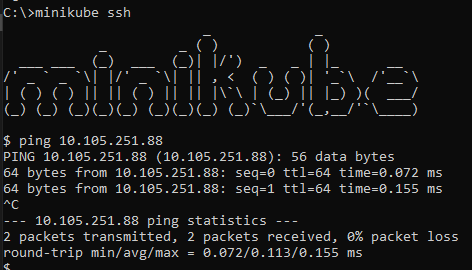 C:\>minikube ssh
minikube
$ ping 10.105.251.88
PING 10.105.251.88 (10.105.251.88): 56 data bytes
64 bytes from 10.105.251.88: seq=0 ttl=64 time=0.072 ms
64 bytes from 10.105.251.88: seq=1 ttl=64 time=0.155 ms
^C
--- 10.105.251.88 ping statistics ---
2 packets transmitted, 2 packets received, 0% packet loss
round-trip min/avg/max = 0.072/0.113/0.155 ms
$